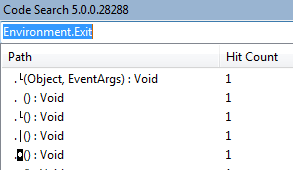 Code Search 5.0.0.28288
Environment.Exit
Path Hit Count
.└(Object, EventArgs) : Void 1
. () : Void 1
.└() : Void 1
.|() : Void 1
.◘() : Void 1